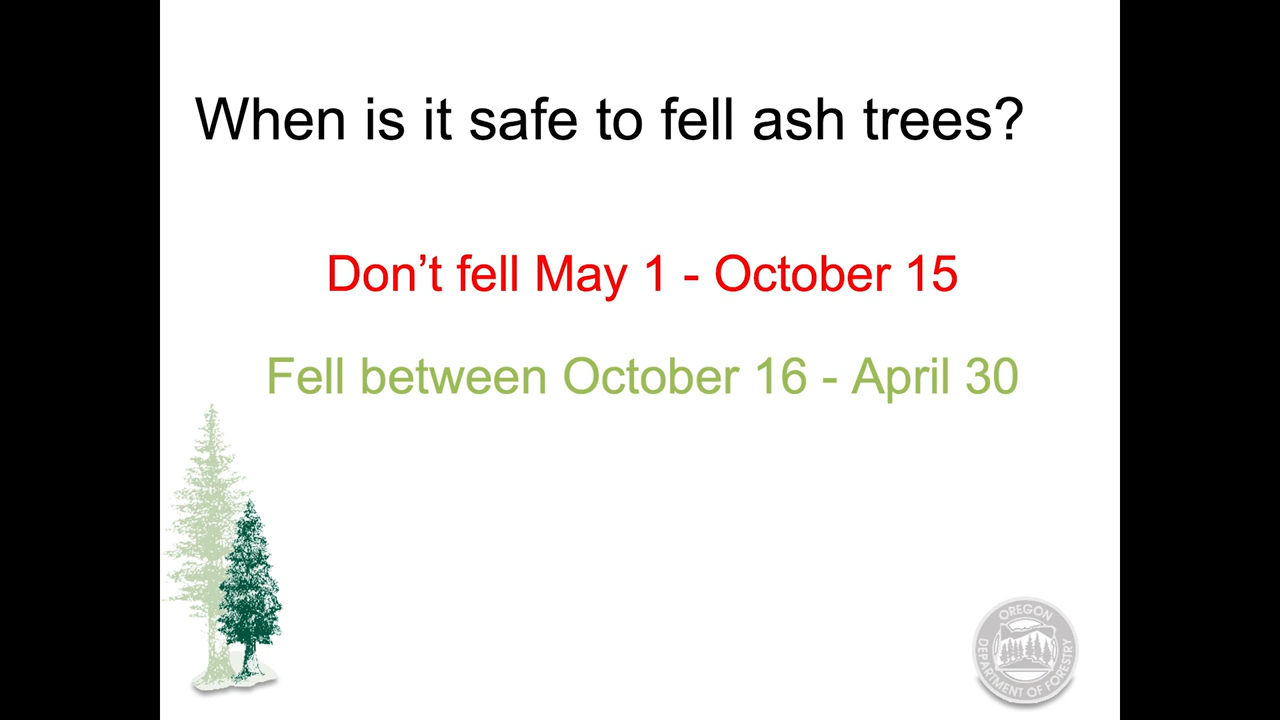 When is it safe to fell ash trees?
Don’t fell May 1 - October 15
Fell between October 16 - April 30
OREGON
DEPARTMENT OF FORESTRY